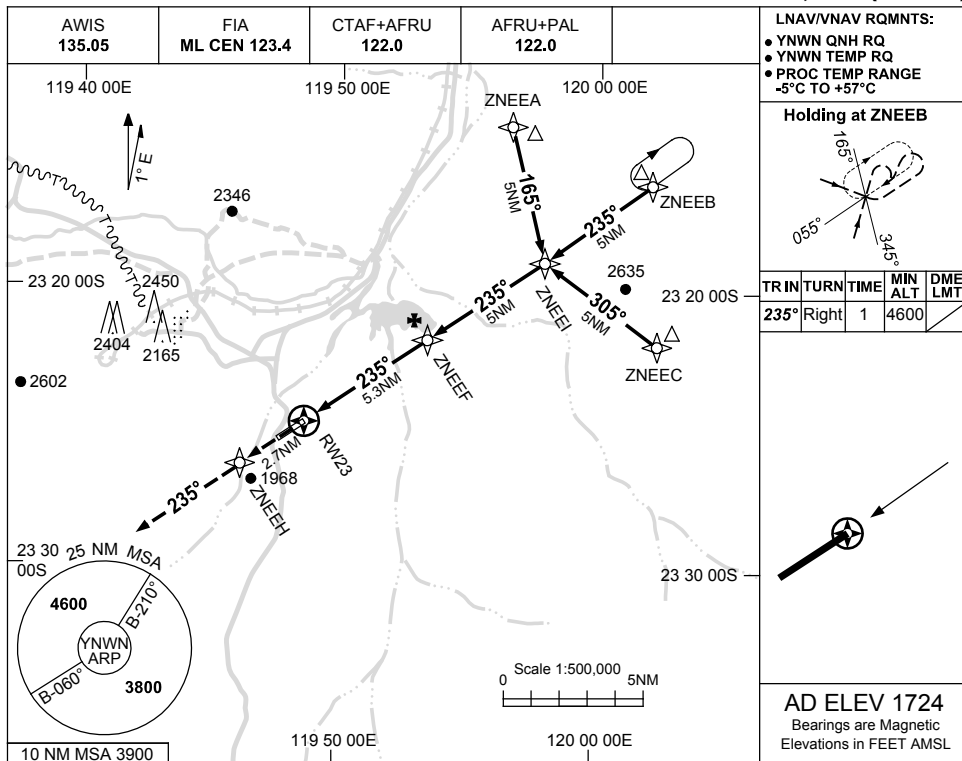 AWIS
135.05
FIA
ML CEN 123.4
CTAF+AFRU
122.0
AFRU+PAL
122.0
LNAV/VNAV RQMNTS:
● YNWN QNH RQ
● YNWN TEMP RQ
● PROC TEMP RANGE
-5°C TO +57°C
119 40 00E
119 50 00E
120 00 00E
ZNEEA
1° E
2346
165°
5NM
ZNEEB
235°
5NM
Holding at ZNEEB
165°
055°
345°
TR IN TURN TIME MIN ALT DME LMT
235° Right 1 4600
T
T
T
2450
2404
2165
23 20 00S
23 20 00S
2635
ZNEEI
305°
5NM
ZNEEC
235°
5NM
ZNEEF
2602
235°
5.3NM
RW23
2.7NM
1968
ZNEEH
235°
23 30
00S
23 30 00S
25 NM MSA
4600
B-210°
YNWN
ARP
B-060°
3800
10 NM MSA 3900
Scale 1:500,000
0 5NM
119 50 00E
120 00 00E
AD ELEV 1724
Bearings are Magnetic
Elevations in FEET AMSL